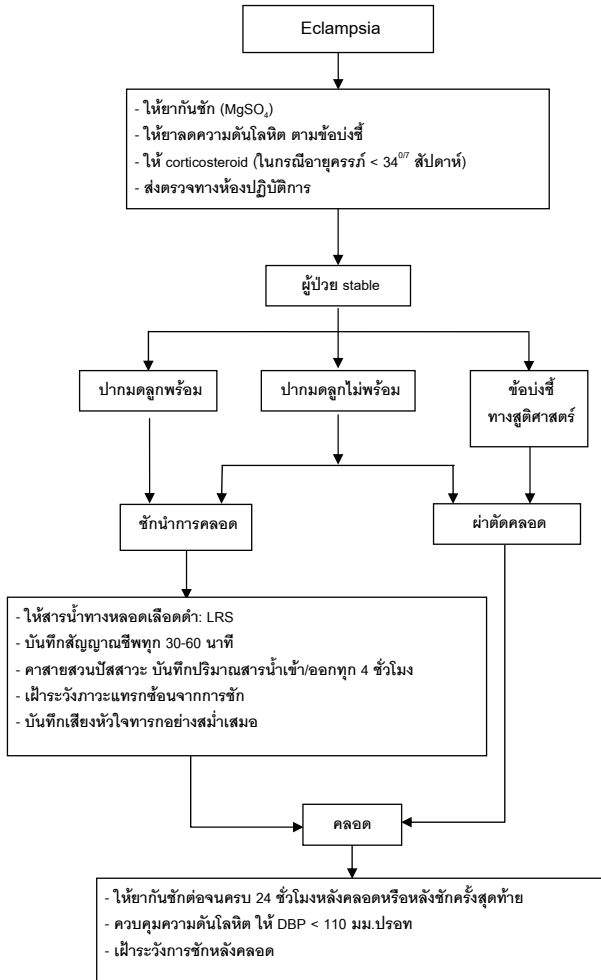 Eclampsia
- ให้ยากันชัก (MgSO₄)
- ให้ยาลดความดันโลหิต ตามข้อบ่งชี้
- ให้ corticosteroid (ในกรณีอายุครรภ์ < 34⁰/⁷ สัปดาห์)
- ส่งตรวจทางห้องปฏิบัติการ
ผู้ป่วย stable
ปากมดลูกพร้อม
ปากมดลูกไม่พร้อม
ข้อบ่งชี้
ทางสูติศาสตร์
ชักนำการคลอด
ผ่าตัดคลอด
- ให้สารน้ำทางหลอดเลือดดำ: LRS
- บันทึกสัญญาณชีพทุก 30-60 นาที
- คาสายสวนปัสสาวะ บันทึกปริมาณสารน้ำเข้า/ออกทุก 4 ชั่วโมง
- เฝ้าระวังภาวะแทรกซ้อนจากการชัก
- บันทึกเสียงหัวใจทารกอย่างสม่ำเสมอ
คลอด
- ให้ยากันชักต่อจนครบ 24 ชั่วโมงหลังคลอดหรือหลังชักครั้งสุดท้าย
- ควบคุมความดันโลหิต ให้ DBP < 110 มม.ปรอท
- เฝ้าระวังการชักหลังคลอด